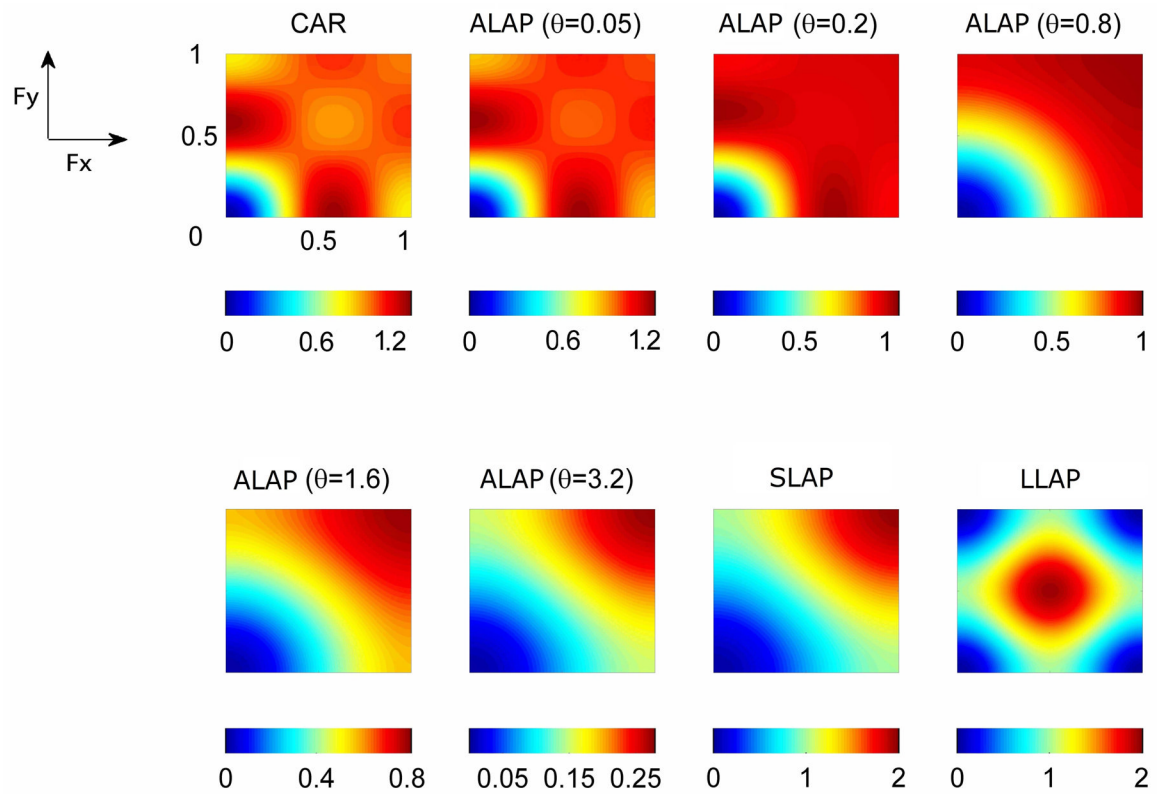 CAR ALAP (θ=0.05) ALAP (θ=0.2) ALAP (θ=0.8)
Fy
Fx
1
0.5
0
0.5 1
0 0.6 1.2 0 0.6 1.2 0 0.5 1 0 0.5 1
ALAP (θ=1.6) ALAP (θ=3.2) SLAP LLAP
0 0.4 0.8 0.05 0.15 0.25 0 1 2 0 1 2